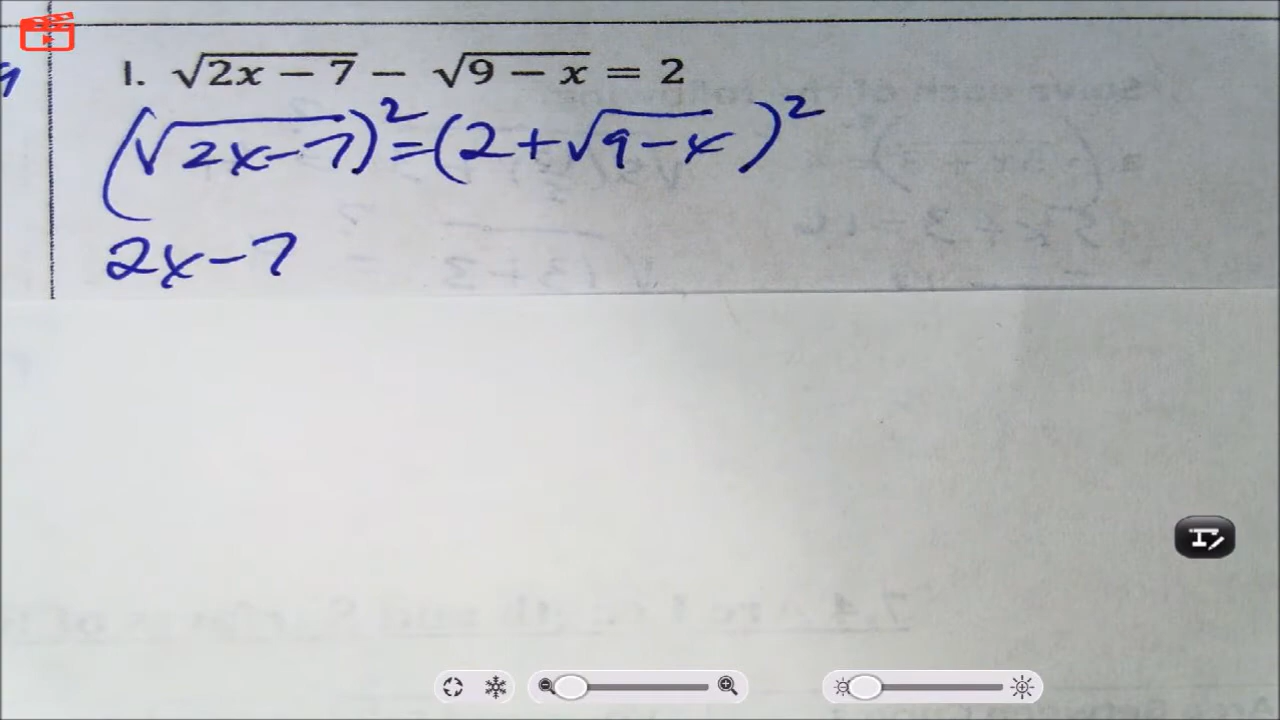 1. √2x − 7 − √9 − x = 2
(√2x-7)² = (2+√9-x)²
2x-7